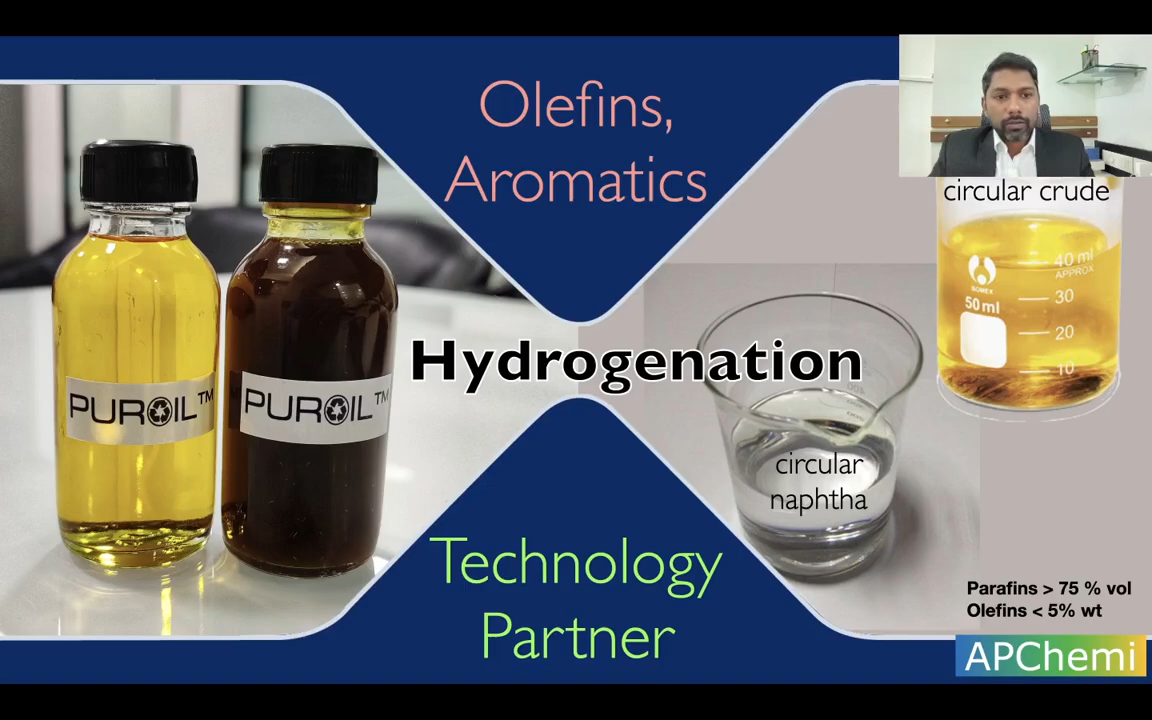 Olefins,
Aromatics
circular crude
40 ml
APPROX
BOMEX
50 ml
30
20
10
PUROIL™
PUROIL™
Hydrogenation
circular
naphtha
Technology
Partner
Parafins > 75 % vol
Olefins < 5% wt
APChemi